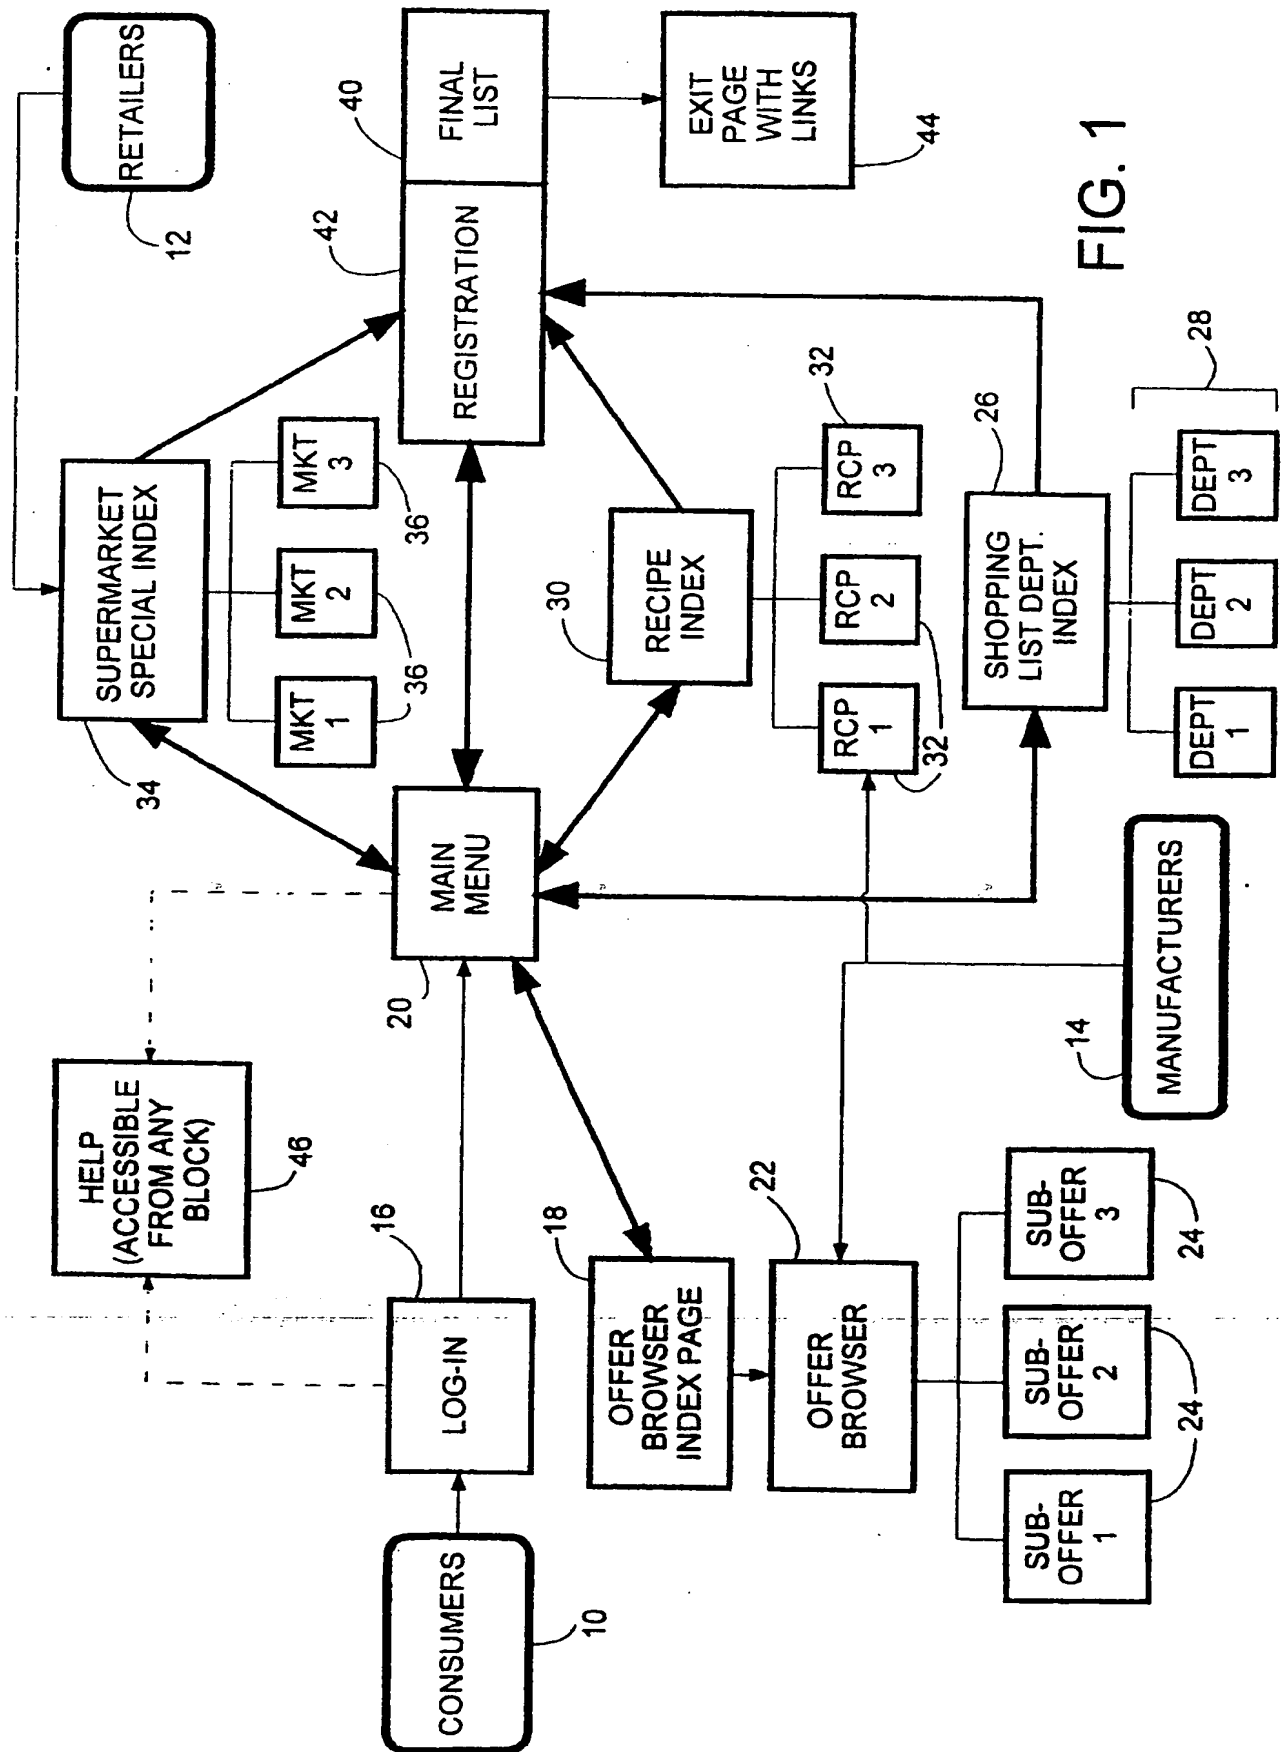 RETAILERS
12
SUPERMARKET
SPECIAL INDEX
34
MKT
1
MKT
2
MKT
3
36
36
HELP
(ACCESSIBLE
FROM ANY
BLOCK)
46
CONSUMERS
10
LOG-IN
16
MAIN
MENU
20
REGISTRATION
42
FINAL
LIST
40
EXIT
PAGE
WITH
LINKS
44
OFFER
BROWSER
INDEX PAGE
18
RECIPE
INDEX
30
OFFER
BROWSER
22
RCP
1
RCP
2
RCP
3
32
32
SUB-
OFFER
1
SUB-
OFFER
2
SUB-
OFFER
3
24
24
MANUFACTURERS
14
SHOPPING
LIST DEPT.
INDEX
26
DEPT
1
DEPT
2
DEPT
3
28
FIG. 1